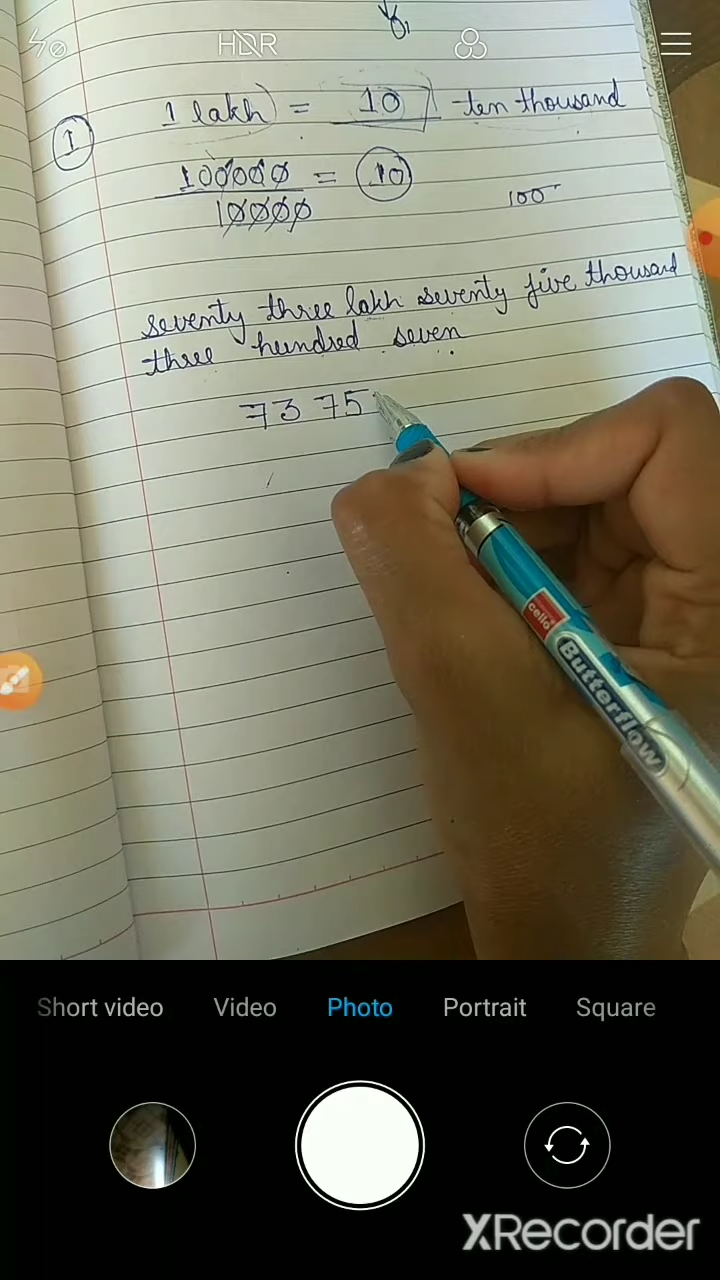 HDR
1 lakh = 10 ten thousand
1
100000 = 10
10000
100
seventy three lakh seventy five thousand
three hundred seven
73 75
cello
Butterflow
Short video Video Photo Portrait Square
XRecorder